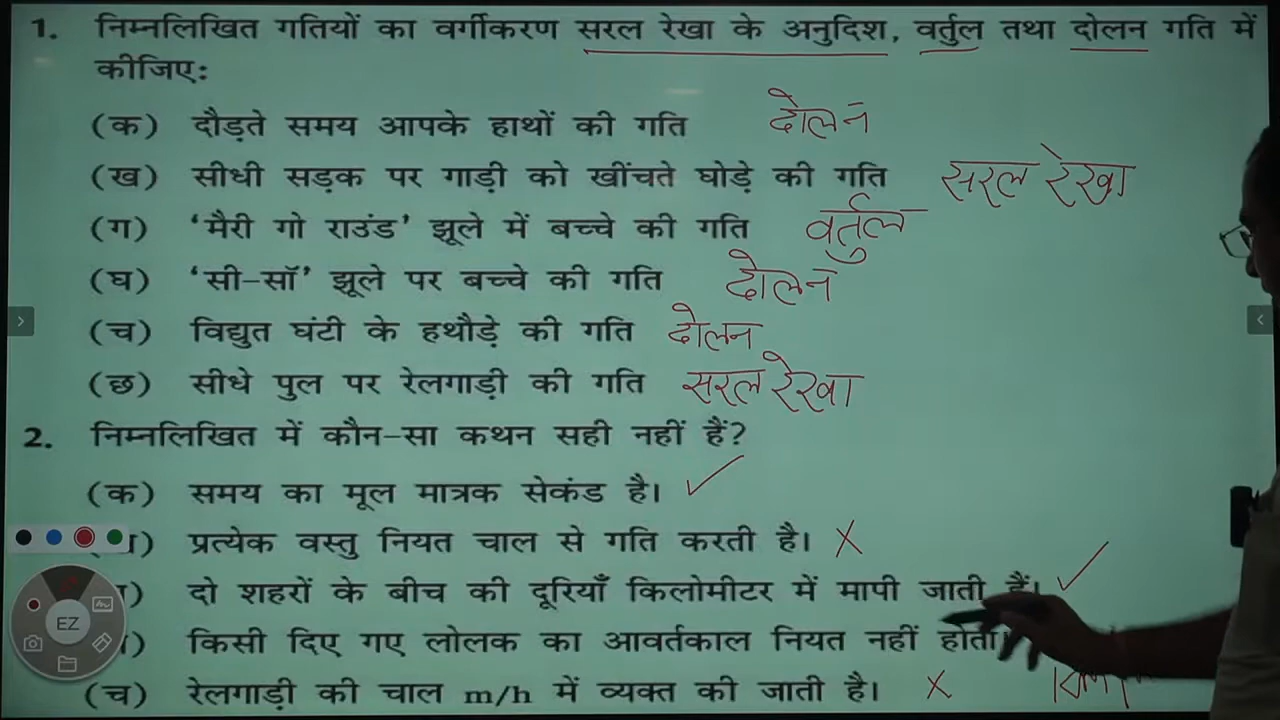 1. निम्नलिखित गतियों का वर्गीकरण सरल रेखा के अनुदिश, वर्तुल तथा दोलन गति में
कीजिए:
(क) दौड़ते समय आपके हाथों की गति दोलन
(ख) सीधी सड़क पर गाड़ी को खींचते घोड़े की गति सरल रेखा
(ग) 'मैरी गो राउंड' झूले में बच्चे की गति वर्तुल
(घ) 'सी-सॉ' झूले पर बच्चे की गति दोलन
(च) विद्युत घंटी के हथौड़े की गति दोलन
(छ) सीधे पुल पर रेलगाड़ी की गति सरल रेखा
2. निम्नलिखित में कौन-सा कथन सही नहीं हैं?
(क) समय का मूल मात्रक सेकंड है। ✓
प्रत्येक वस्तु नियत चाल से गति करती है। X
दो शहरों के बीच की दूरियाँ किलोमीटर में मापी जाती हैं। ✓
EZ किसी दिए गए लोलक का आवर्तकाल नियत नहीं होता।
(च) रेलगाड़ी की चाल m/h में व्यक्त की जाती है। X